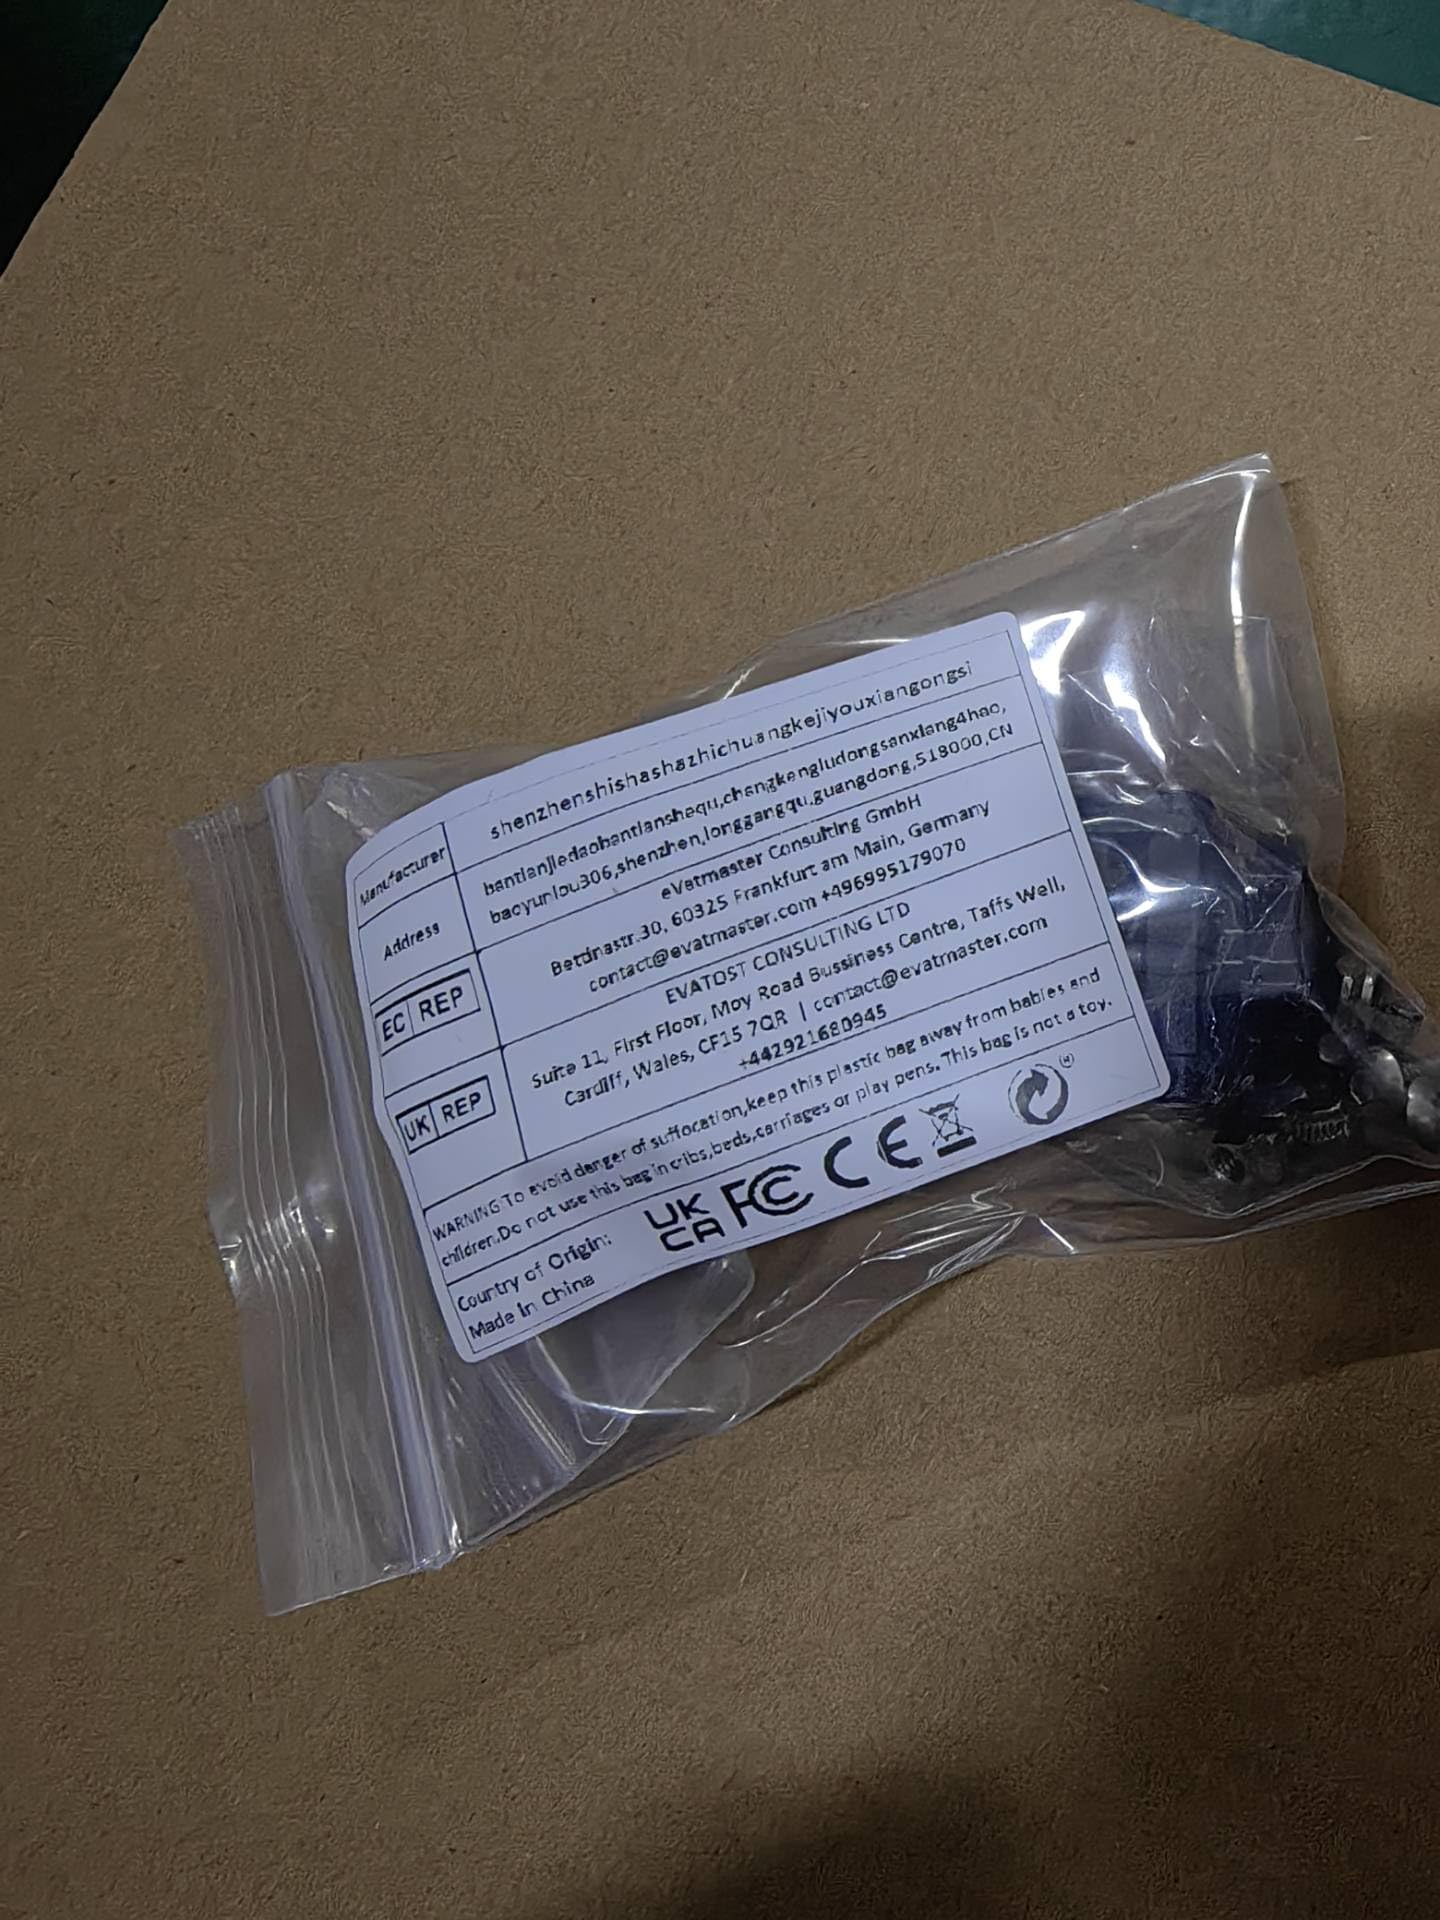 Manufacturer
shenzhenshishashazhichuangkejiyouxiangongsi
Address
bantianjiedaobantianshequ,changkengludongsanxiang4hao,
baoyunlou306,shenzhen,longgangqu,guangdong,518000,CN
EC REP
eVatmaster Consulting GmbH
Bettinastr.30, 60325 Frankfurt am Main, Germany
contact@evatmaster.com +496995179070
UK REP
EVATOST CONSULTING LTD
Suite 11, First Floor, Moy Road Bussiness Centre, Taffs Well,
Cardiff, Wales, CF15 7QR | contact@evatmaster.com
+442921680945
WARNING:To avoid danger of suffocation,keep this plastic bag away from babies and
children.Do not use this bag in cribs,beds,carriages or play pens. This bag is not a toy.
Country of Origin:
Made in China
UK
CA
FC
CE